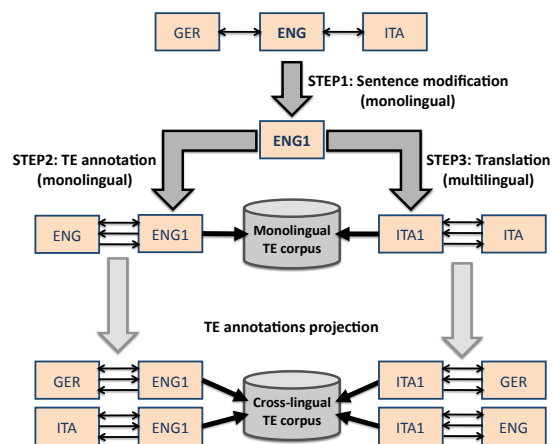 GER ENG ITA
STEP1: Sentence modification
(monolingual)
ENG1
STEP2: TE annotation
(monolingual)
STEP3: Translation
(multilingual)
ENG ENG1 Monolingual ITA1 ITA
TE corpus
TE annotations projection
GER ENG1 ITA1 GER
Cross-lingual
TE corpus
ITA ENG1 ITA1 ENG